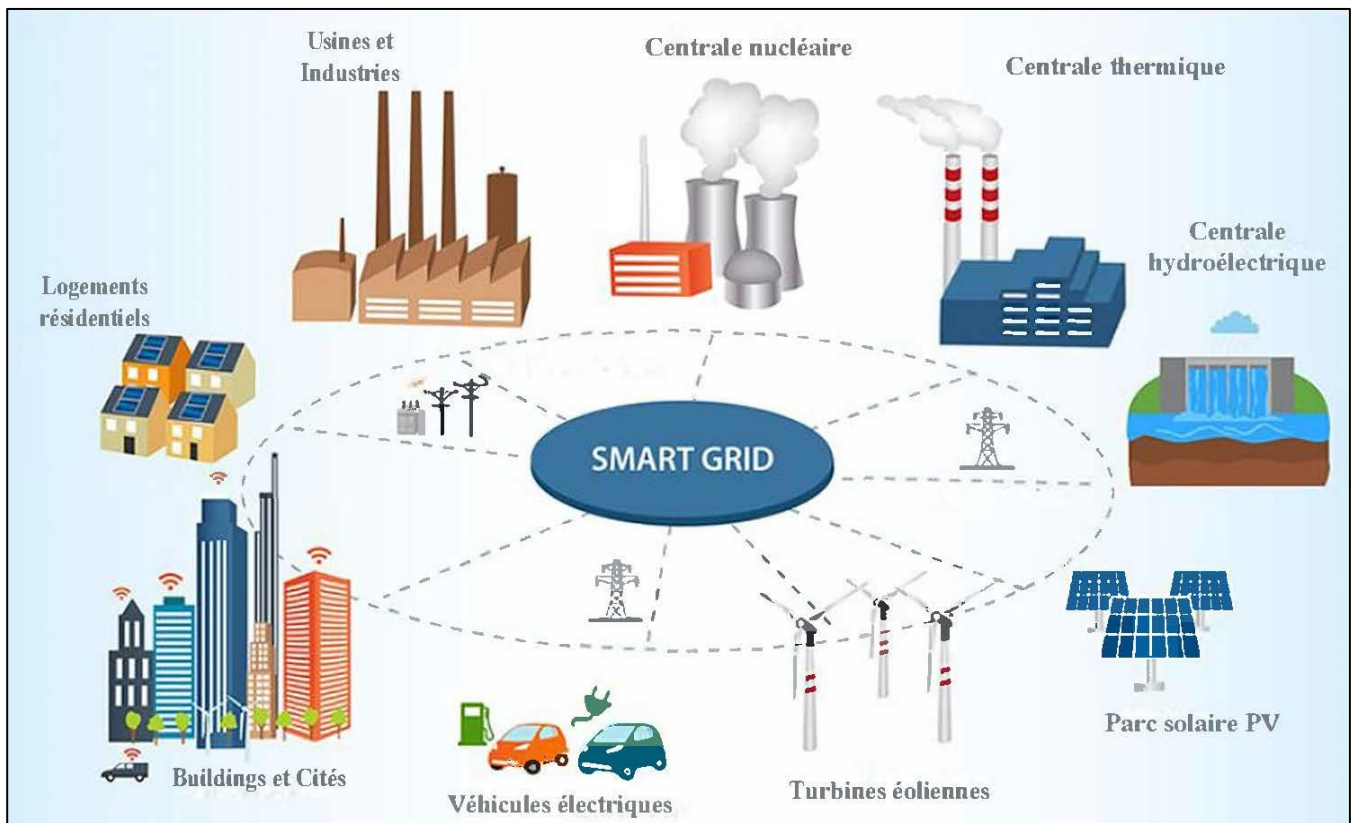 Usines et
Industries
Centrale nucléaire
Centrale thermique
Centrale
hydroélectrique
Logements
résidentiels
SMART GRID
Parc solaire PV
Buildings et Cités
Véhicules électriques
Turbines éoliennes